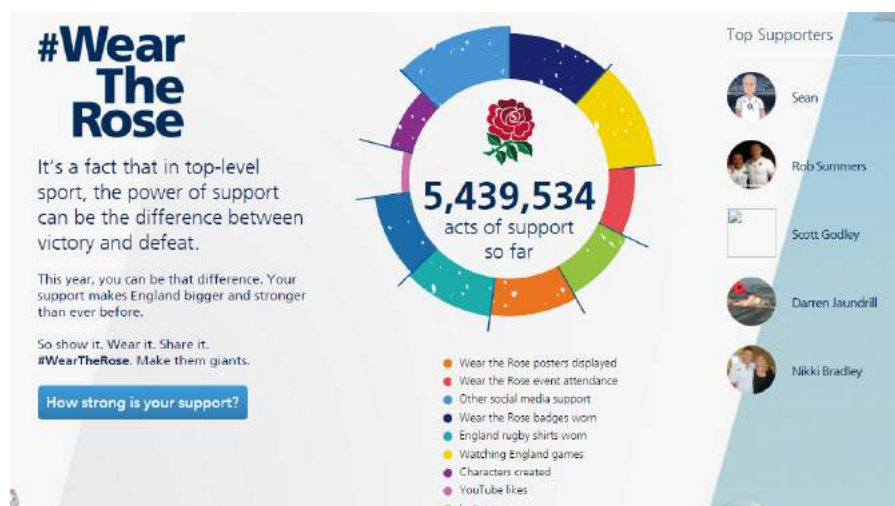 #Wear
The
Rose
It's a fact that in top-level
sport, the power of support
can be the difference between
victory and defeat.
This year, you can be that difference. Your
support makes England bigger and stronger
than ever before.
So show it. Wear it. Share it.
#WearTheRose. Make them giants.
How strong is your support?
5,439,534
acts of support
so far
Wear the Rose posters displayed
Wear the Rose event attendance
Other social media support
Wear the Rose badges worn
England rugby shirts worn
Watching England games
Characters created
YouTube likes
Top Supporters
Sean
Rob Summers
Scott Godley
Darren Jaundrill
Nikki Bradley